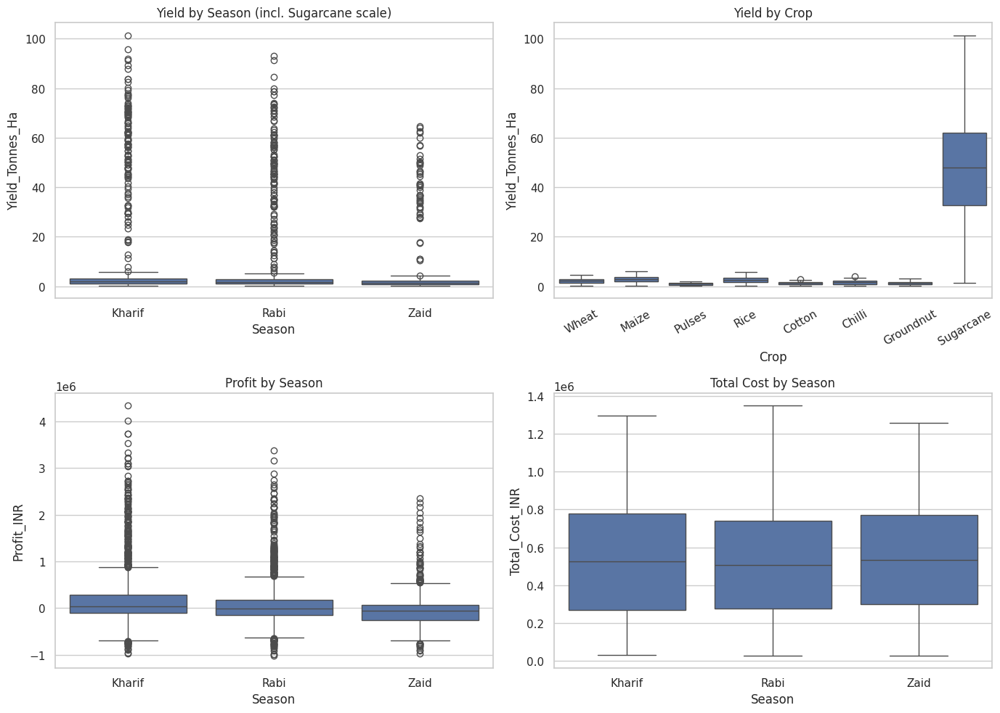 Yield by Season (incl. Sugarcane scale)
Yield_Tonnes_Ha
100
80
60
40
20
0
Kharif Rabi Zaid
Season
Yield by Crop
Yield_Tonnes_Ha
100
80
60
40
20
0
Wheat Maize Pulses Rice Cotton Chilli Groundnut Sugarcane
Crop
Profit by Season
1e6
Profit_INR
4
3
2
1
0
−1
Kharif Rabi Zaid
Season
Total Cost by Season
1e6
Total_Cost_INR
1.4
1.2
1.0
0.8
0.6
0.4
0.2
0.0
Kharif Rabi Zaid
Season